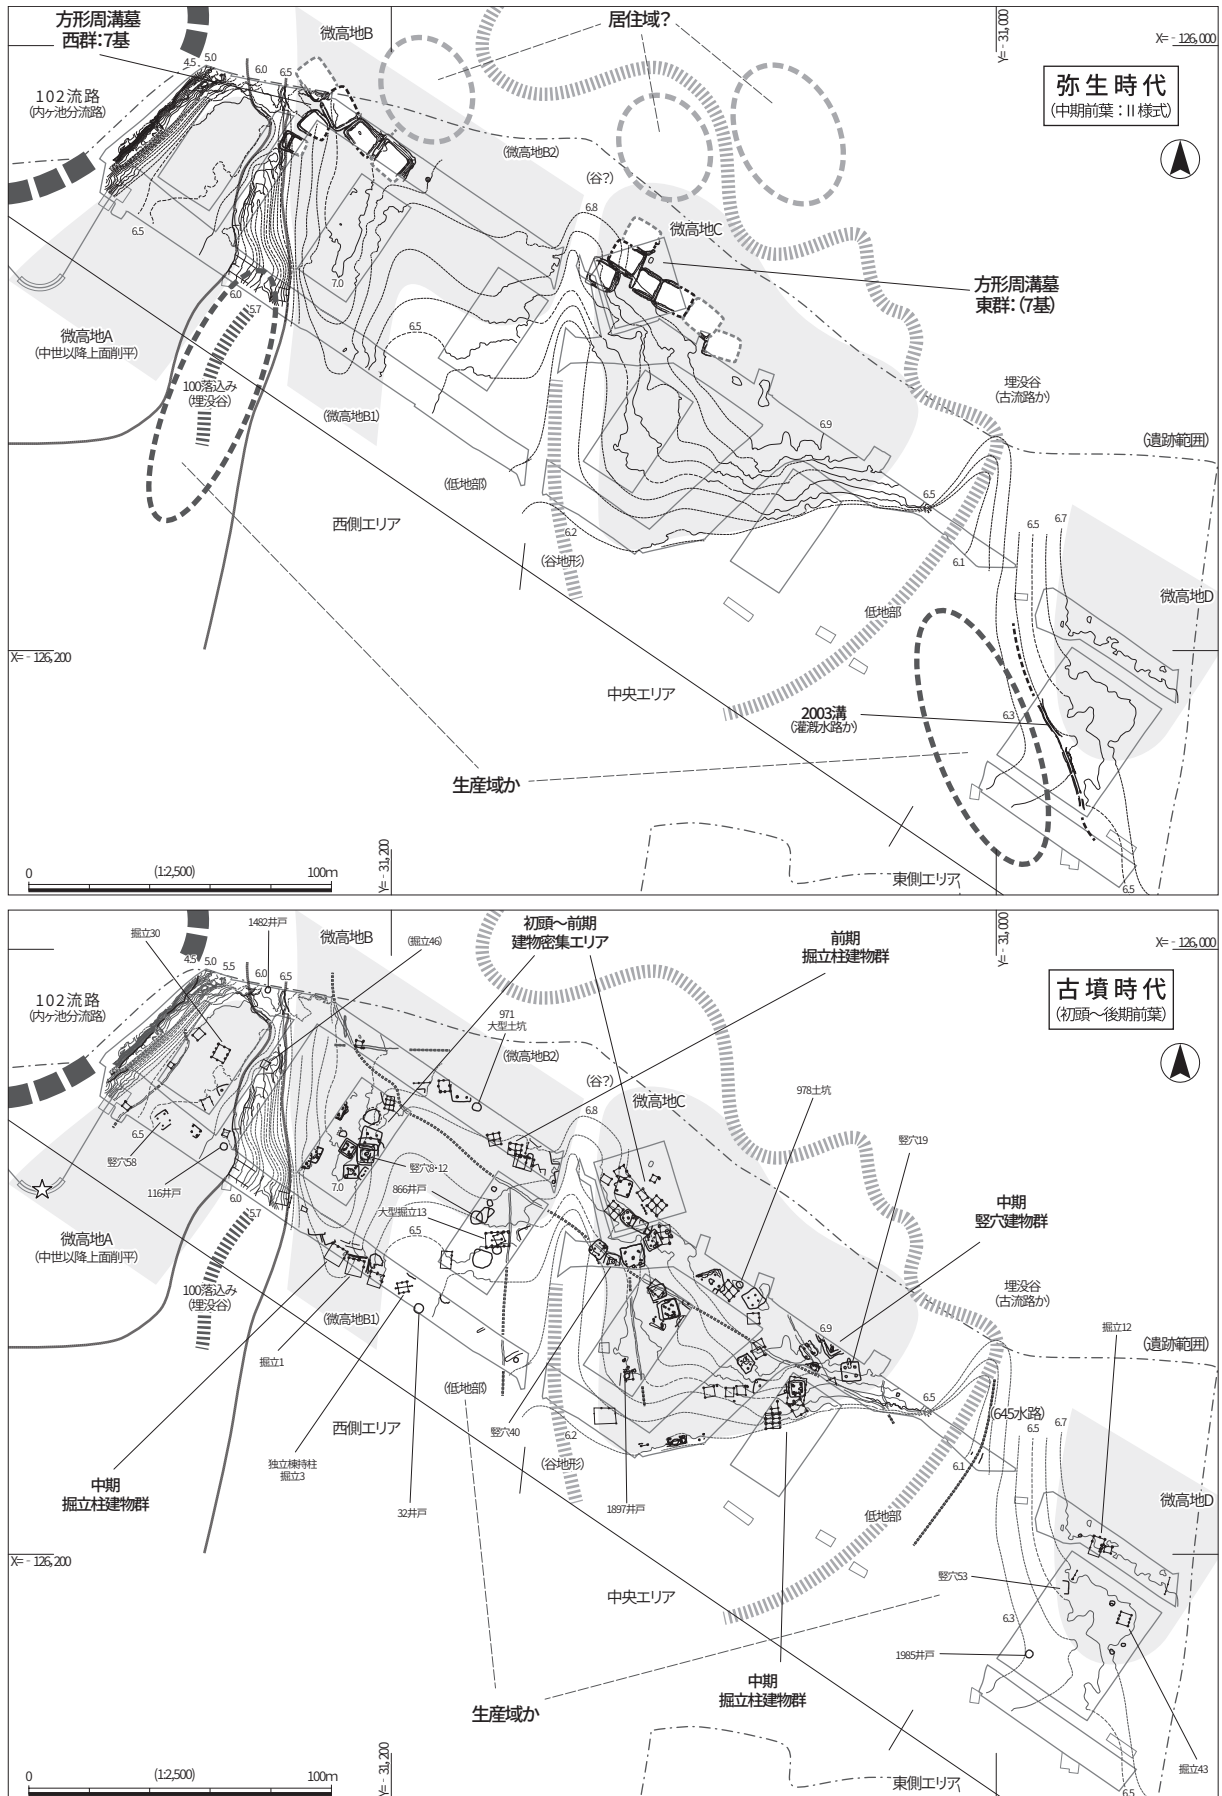 方形周溝墓
西群：7基
微高地B
居住域？
Y=－31,000
X=－126,000
弥生時代
（中期前葉：Ⅱ様式）
4.5
5.0
6.0
6.5
102流路
（内ヶ池分流路）
（微高地B2）
（谷？）
6.8
微高地C
方形周溝墓
東群：（7基）
6.5
7.0
6.0
5.7
6.5
微高地A
（中世以降上面削平）
100落込み
（埋没谷）
（微高地B1）
埋没谷
（古流路か）
6.9
（遺跡範囲）
（低地部）
西側エリア
6.5
6.5
6.7
6.2
（谷地形）
6.1
微高地D
低地部
X=－126,200
中央エリア
2003溝
（灌漑水路か）
6.3
生産域か
Y=－31,200
0
（1:2,500）
100m
東側エリア
6.5
掘立30
1482井戸
微高地B
（掘立46）
初頭～前期
建物密集エリア
前期
掘立柱建物群
Y=－31,000
X=－126,000
古墳時代
（初頭～後期前葉）
4.5
5.0
5.5
6.0
6.5
102流路
（内ヶ池分流路）
971
大型土坑
（微高地B2）
（谷？）
6.8
微高地C
978土坑
竪穴19
6.5
竪穴58
116井戸
7.0
竪穴8・12
866井戸
大型掘立13
6.5
6.0
5.7
中期
竪穴建物群
微高地A
（中世以降上面削平）
100落込み
（埋没谷）
（微高地B1）
掘立1
埋没谷
（古流路か）
6.9
掘立12
（遺跡範囲）
（低地部）
西側エリア
6.5
（645水路）
6.5
6.7
竪穴40
6.2
（谷地形）
6.1
独立棟持柱
掘立3
中期
掘立柱建物群
32井戸
1897井戸
低地部
微高地D
X=－126,200
中央エリア
竪穴53
6.3
1985井戸
中期
掘立柱建物群
生産域か
Y=－31,200
0
（1:2,500）
100m
東側エリア
掘立43
6.5